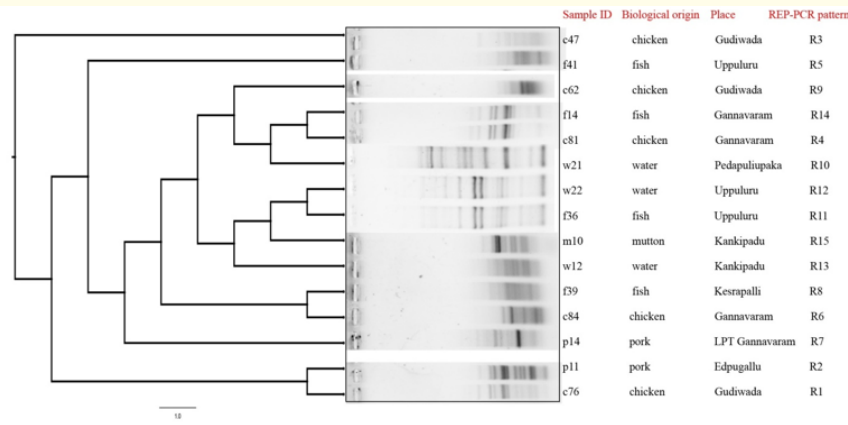 Sample ID Biological origin Place REP-PCR pattern
c47 chicken Gudiwada R3
f41 fish Uppuluru R5
c62 chicken Gudiwada R9
f14 fish Gannavaram R14
c81 chicken Gannavaram R4
w21 water Pedapuliupaka R10
w22 water Uppuluru R12
f36 fish Uppuluru R11
m10 mutton Kankipadu R15
w12 water Kankipadu R13
f39 fish Kesrapalli R8
c84 chicken Gannavaram R6
p14 pork LPT Gannavaram R7
p11 pork Edpugallu R2
c76 chicken Gudiwada R1